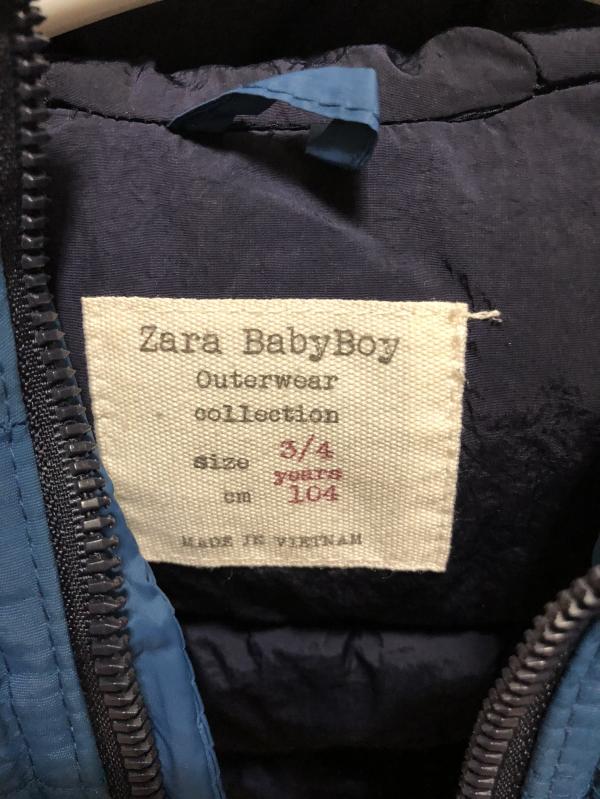 Zara BabyBoy
Outerwear
collection
size 3/4
years
cm 104
MADE IN VIETNAM